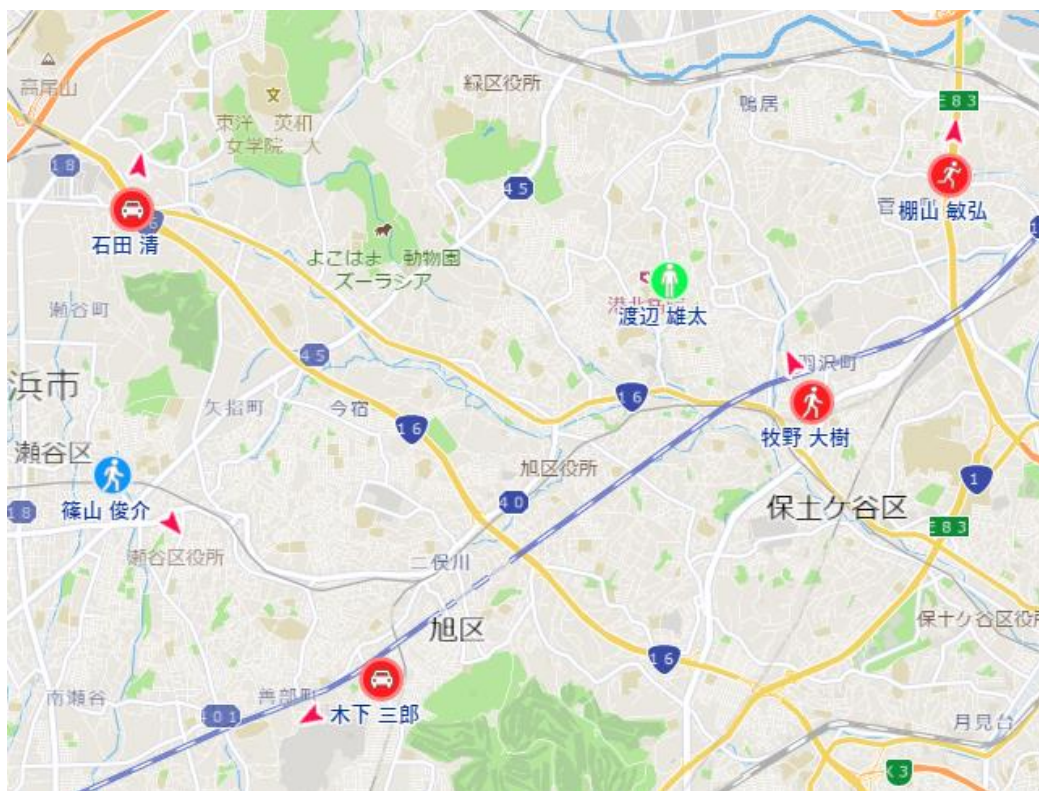 高尾山
緑区役所
鴨居
E83
東洋 英和
女学院 大
18
45
棚山 敏弘
石田 清
よこはま 動物園
ズーラシア
渡辺 雄太
瀬谷町
45
羽沢町
浜市
矢指町
今宿
16
16
牧野 大樹
瀬谷区
旭区役所
1
18
篠山 俊介
40
保土ケ谷区
E83
瀬谷区役所
二俣川
旭区
保土ケ谷区役所
16
南瀬谷
善部町
401
木下 三郎
月見台
K3